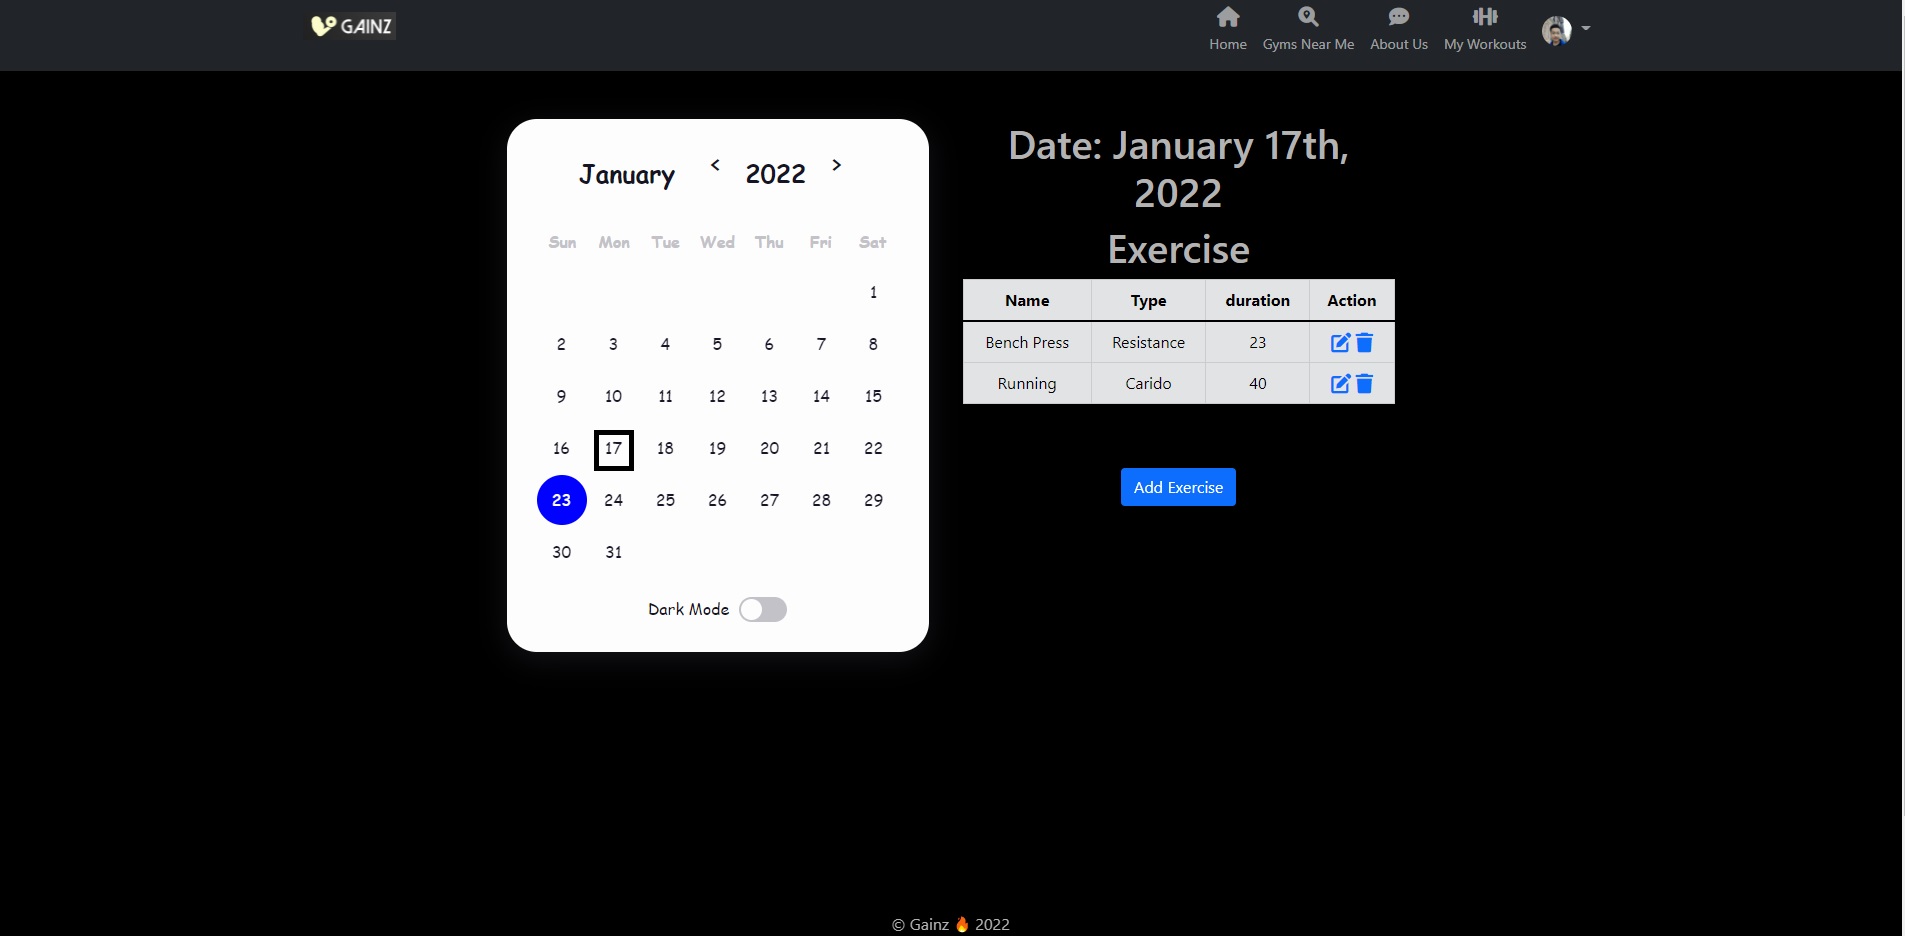 GAINZ
Home Gyms Near Me About Us My Workouts
January < 2022 >
Sun Mon Tue Wed Thu Fri Sat
1
2 3 4 5 6 7 8
9 10 11 12 13 14 15
16 17 18 19 20 21 22
23 24 25 26 27 28 29
30 31
Dark Mode
Date: January 17th,
2022
Exercise
Name Type duration Action
Bench Press Resistance 23
Running Carido 40
Add Exercise
© Gainz 🔥 2022